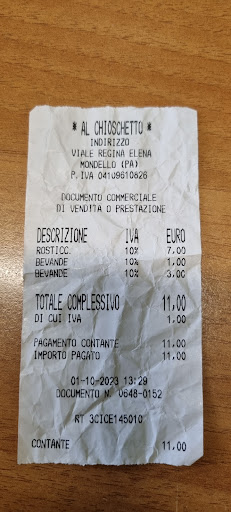 * AL CHIOSCHETTO *
INDIRIZZO
VIALE REGINA ELENA
MONDELLO (PA)
P. IVA 04109610826
DOCUMENTO COMMERCIALE
DI VENDITA O PRESTAZIONE
DESCRIZIONE IVA EURO
ROSTICC. 10% 7,00
BEVANDE 10% 1,00
BEVANDE 10% 3,00
TOTALE COMPLESSIVO 11,00
DI CUI IVA 1,00
PAGAMENTO CONTANTE 11,00
IMPORTO PAGATO 11,00
01-10-2023 13:29
DOCUMENTO N. 0648-0152
RT 3CICE145010
CONTANTE 11,00